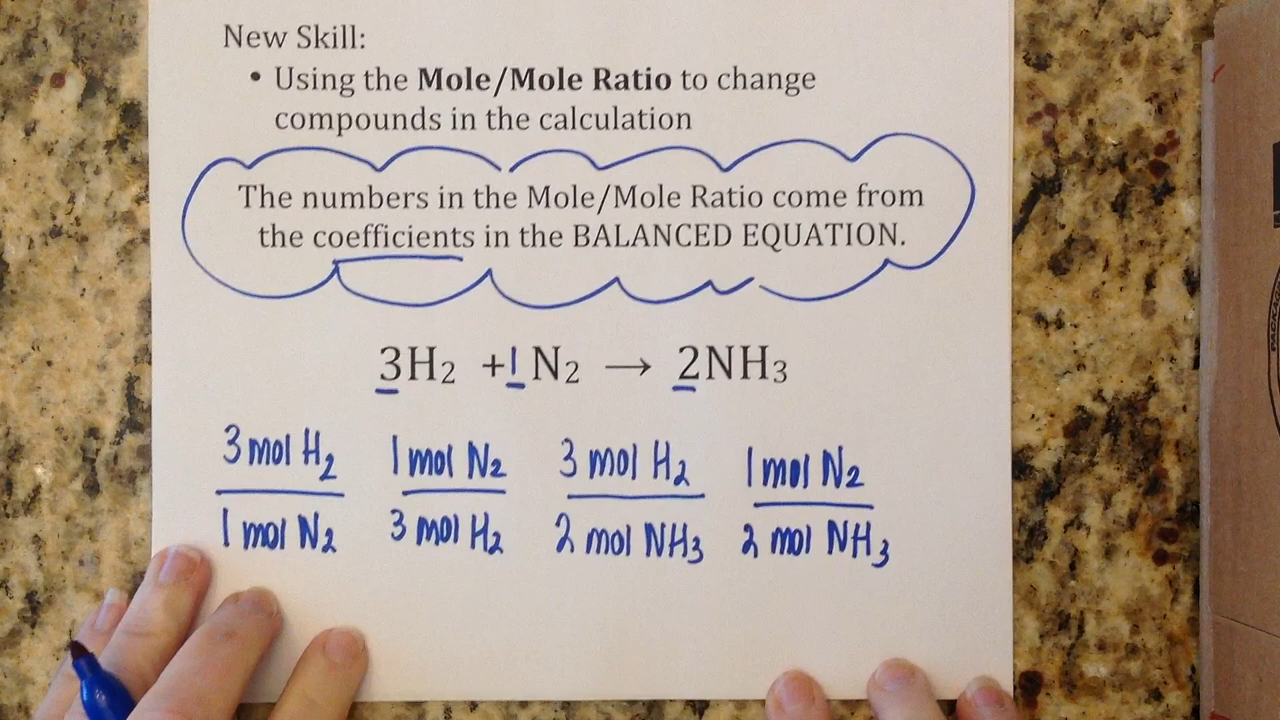 New Skill:
• Using the Mole/Mole Ratio to change
compounds in the calculation
The numbers in the Mole/Mole Ratio come from
the coefficients in the BALANCED EQUATION.
3H₂ + 1 N₂ → 2NH₃
3 mol H₂ 1 mol N₂ 3 mol H₂ 1 mol N₂
1 mol N₂ 3 mol H₂ 2 mol NH₃ 2 mol NH₃